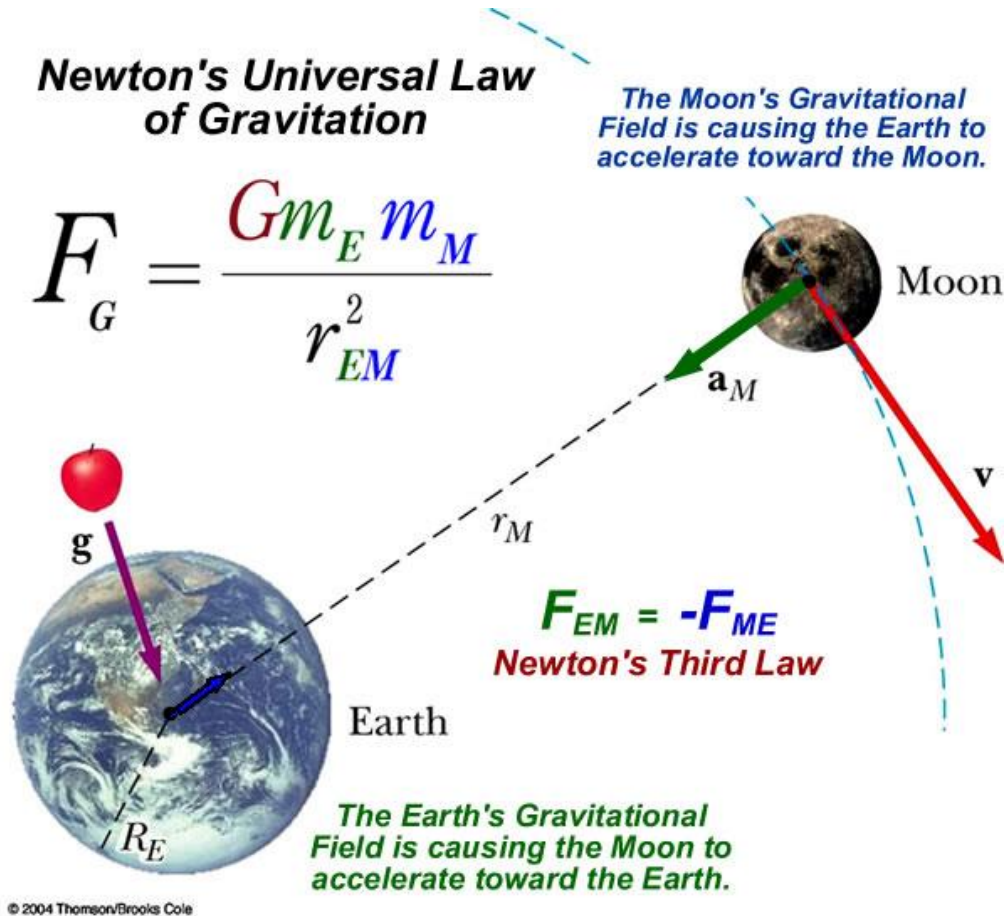 Newton's Universal Law
of Gravitation
The Moon's Gravitational
Field is causing the Earth to
accelerate toward the Moon.
F_G = Gm_E m_M / r_EM^2
Moon
a_M
v
r_M
g
F_EM = -F_ME
Newton's Third Law
Earth
R_E
The Earth's Gravitational
Field is causing the Moon to
accelerate toward the Earth.
© 2004 Thomson/Brooks Cole